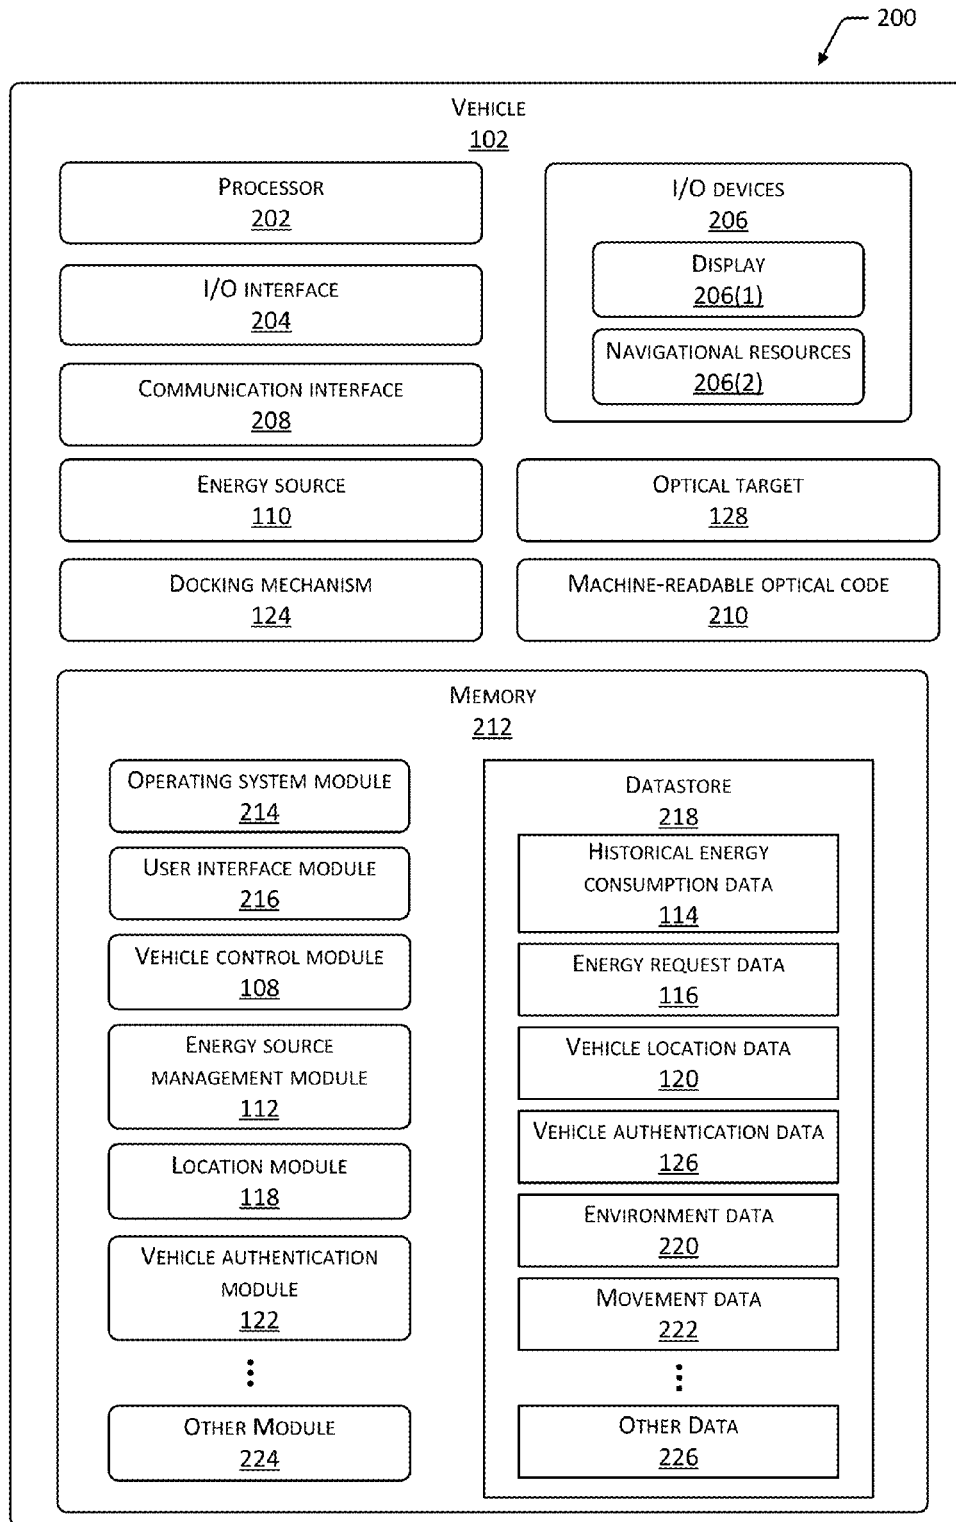 200
VEHICLE
102
PROCESSOR
202
I/O INTERFACE
204
COMMUNICATION INTERFACE
208
ENERGY SOURCE
110
DOCKING MECHANISM
124
I/O DEVICES
206
DISPLAY
206(1)
NAVIGATIONAL RESOURCES
206(2)
OPTICAL TARGET
128
MACHINE-READABLE OPTICAL CODE
210
MEMORY
212
OPERATING SYSTEM MODULE
214
USER INTERFACE MODULE
216
VEHICLE CONTROL MODULE
108
ENERGY SOURCE
MANAGEMENT MODULE
112
LOCATION MODULE
118
VEHICLE AUTHENTICATION
MODULE
122
OTHER MODULE
224
DATASTORE
218
HISTORICAL ENERGY
CONSUMPTION DATA
114
ENERGY REQUEST DATA
116
VEHICLE LOCATION DATA
120
VEHICLE AUTHENTICATION DATA
126
ENVIRONMENT DATA
220
MOVEMENT DATA
222
OTHER DATA
226